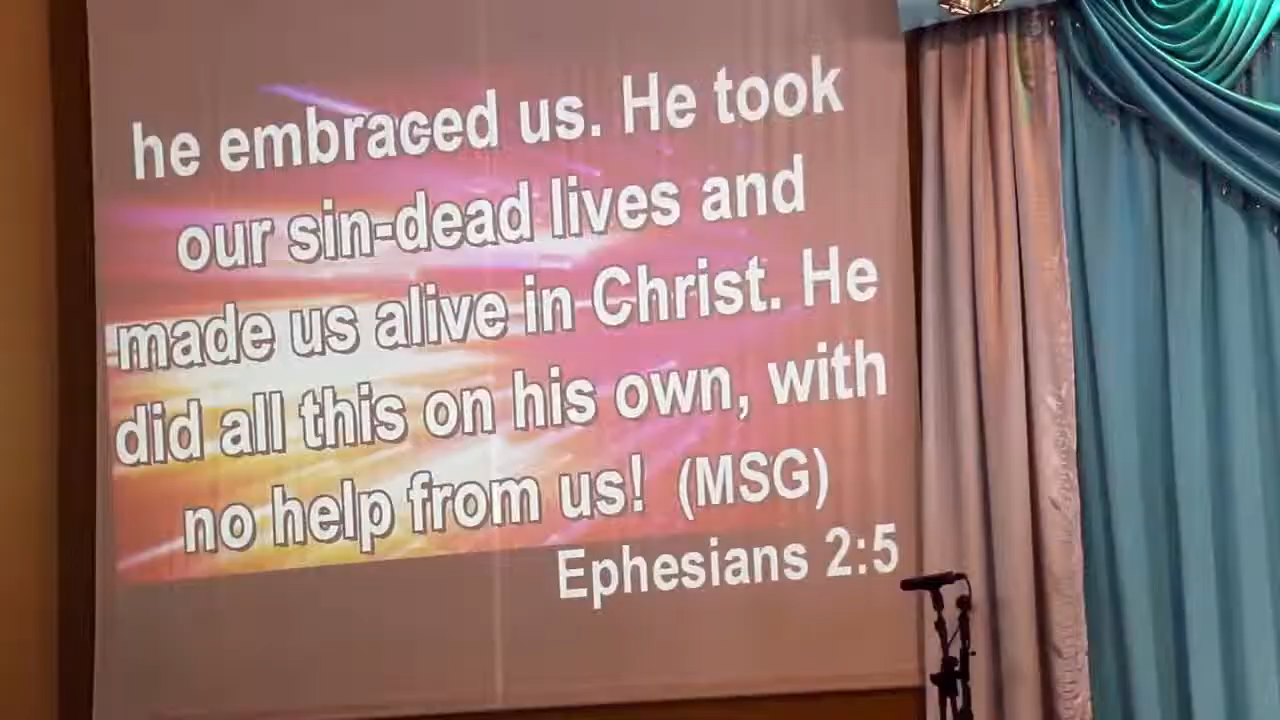 he embraced us. He took
our sin-dead lives and
made us alive in Christ. He
did all this on his own, with
no help from us! (MSG)
Ephesians 2:5